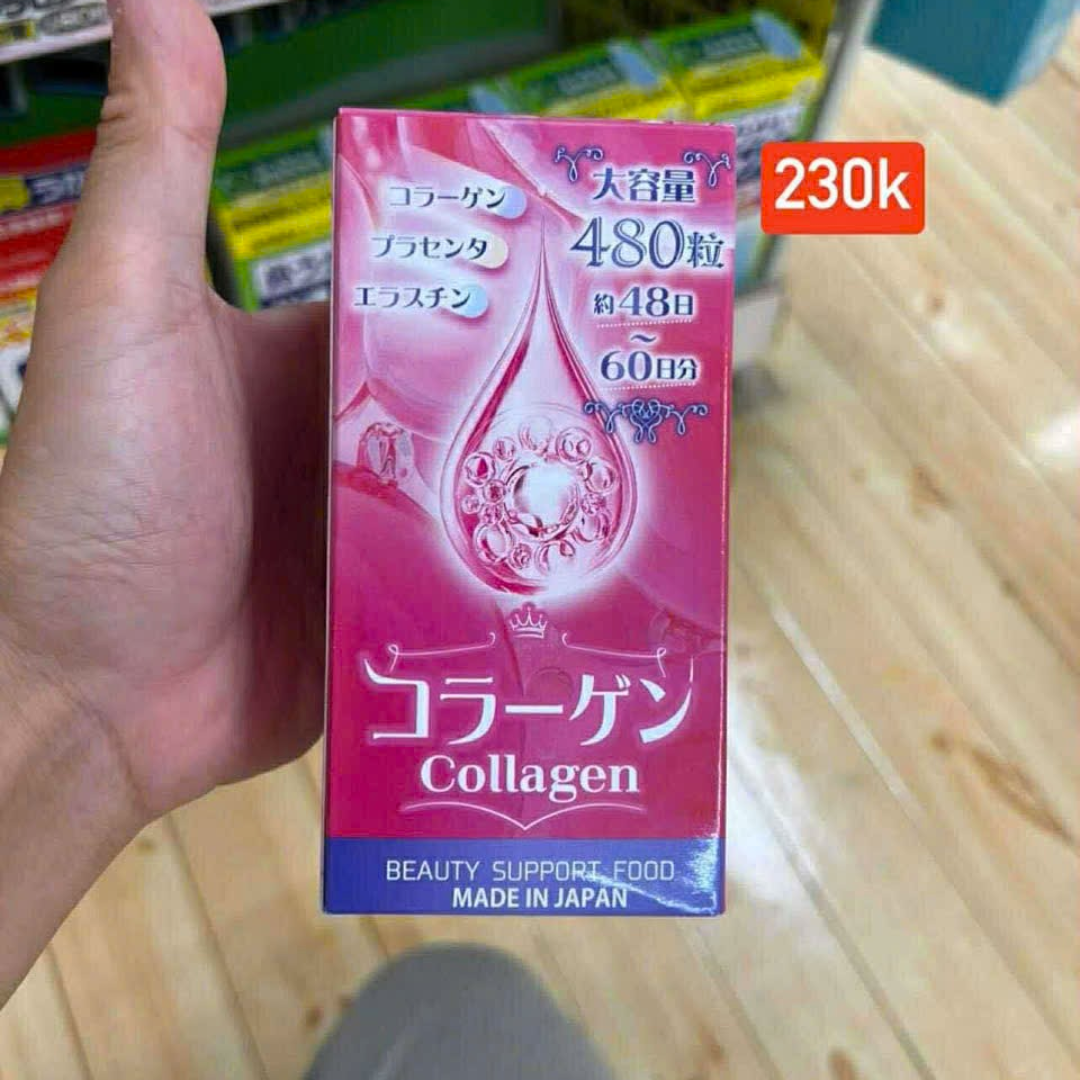 コラーゲン
プラセンタ
エラスチン
大容量
480粒
約48日
~
60日分
230k
コラーゲン
Collagen
BEAUTY SUPPORT FOOD
MADE IN JAPAN